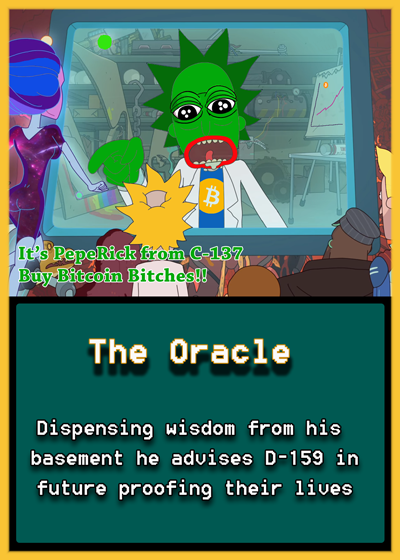 It's PepeRick from C-137
Buy Bitcoin Bitches!!
The Oracle
Dispensing wisdom from his
basement he advises D-159 in
future proofing their lives